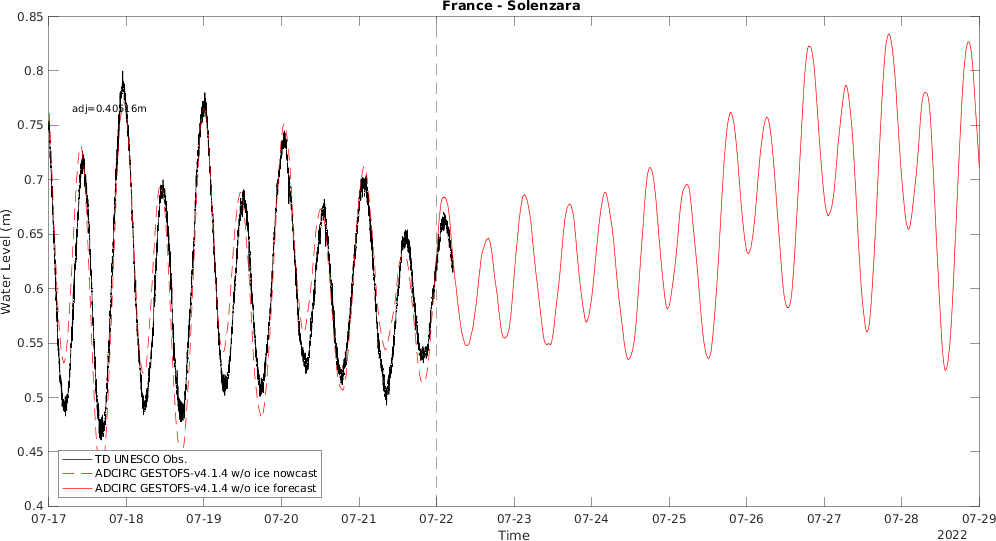 France - Solenzara
0.85
0.8
0.75
0.7
0.65
0.6
0.55
0.5
0.45
0.4
Water Level (m)
adj=0.40516m
TD UNESCO Obs.
ADCIRC GESTOFS-v4.1.4 w/o ice nowcast
ADCIRC GESTOFS-v4.1.4 w/o ice forecast
07-17 07-18 07-19 07-20 07-21 07-22 07-23 07-24 07-25 07-26 07-27 07-28 07-29
Time
2022